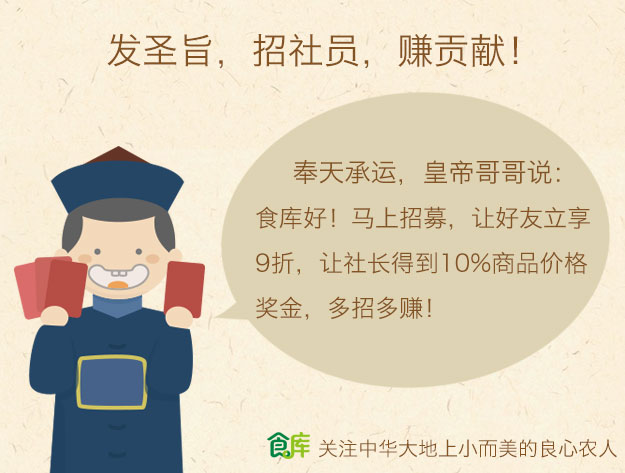 发圣旨，招社员，赚贡献！
奉天承运，皇帝哥哥说：
食库好！马上招募，让好友立享
9折，让社长得到10%商品价格
奖金，多招多赚！
食库 关注中华大地上小而美的良心农人